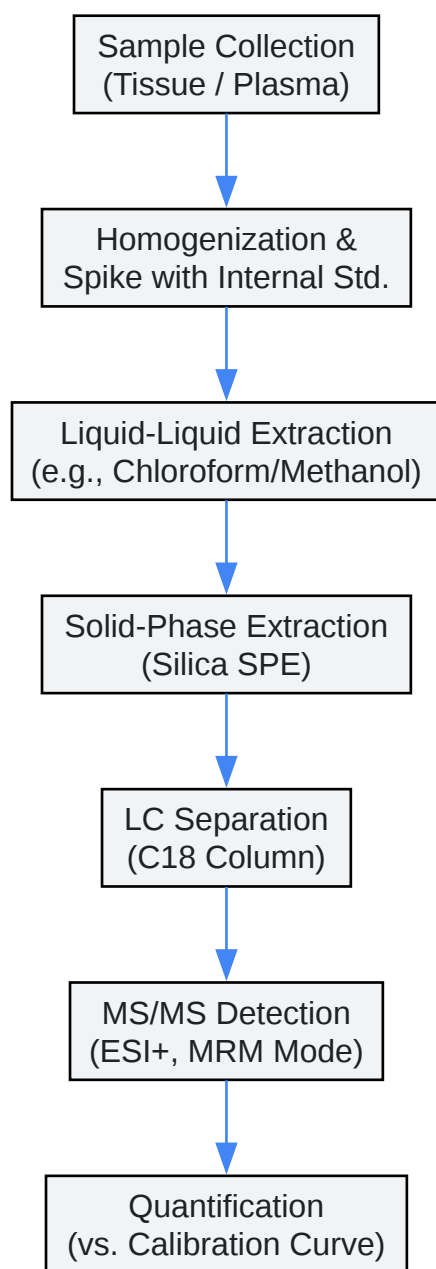 Sample Collection
(Tissue / Plasma)
Homogenization &
Spike with Internal Std.
Liquid-Liquid Extraction
(e.g., Chloroform/Methanol)
Solid-Phase Extraction
(Silica SPE)
LC Separation
(C18 Column)
MS/MS Detection
(ESI+, MRM Mode)
Quantification
(vs. Calibration Curve)